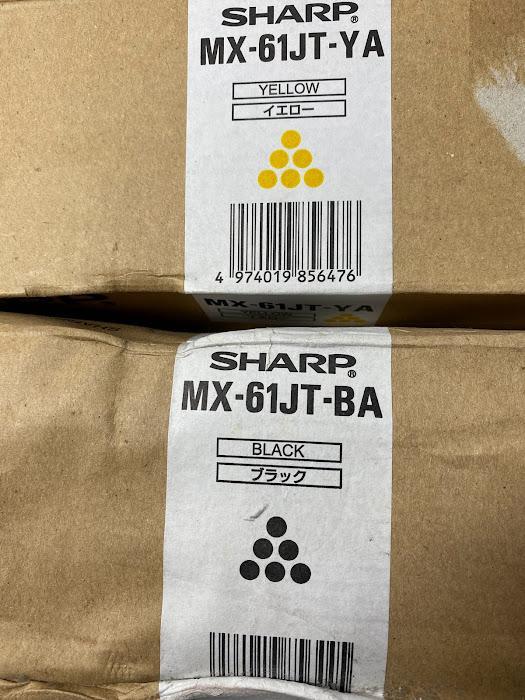 SHARP®
MX-61JT-YA
YELLOW
イエロー
4 974019 856476
MX-61JT-YA
YELLOW
SHARP®
MX-61JT-BA
BLACK
ブラック